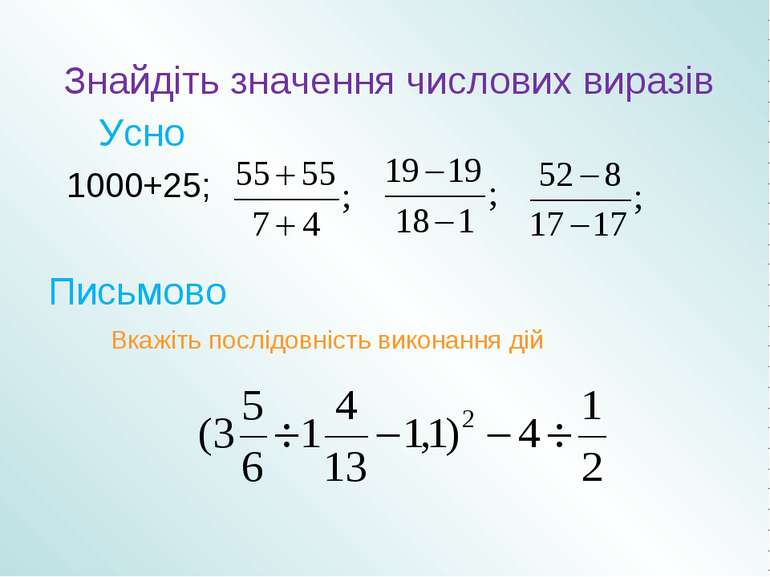 Знайдіть значення числових виразів
Усно
1000+25; (55 + 55)/(7 + 4); (19 − 19)/(18 − 1); (52 − 8)/(17 − 17);
Письмово
Вкажіть послідовність виконання дій
(3 5/6 ÷ 1 4/13 − 1,1)² − 4 ÷ 1/2